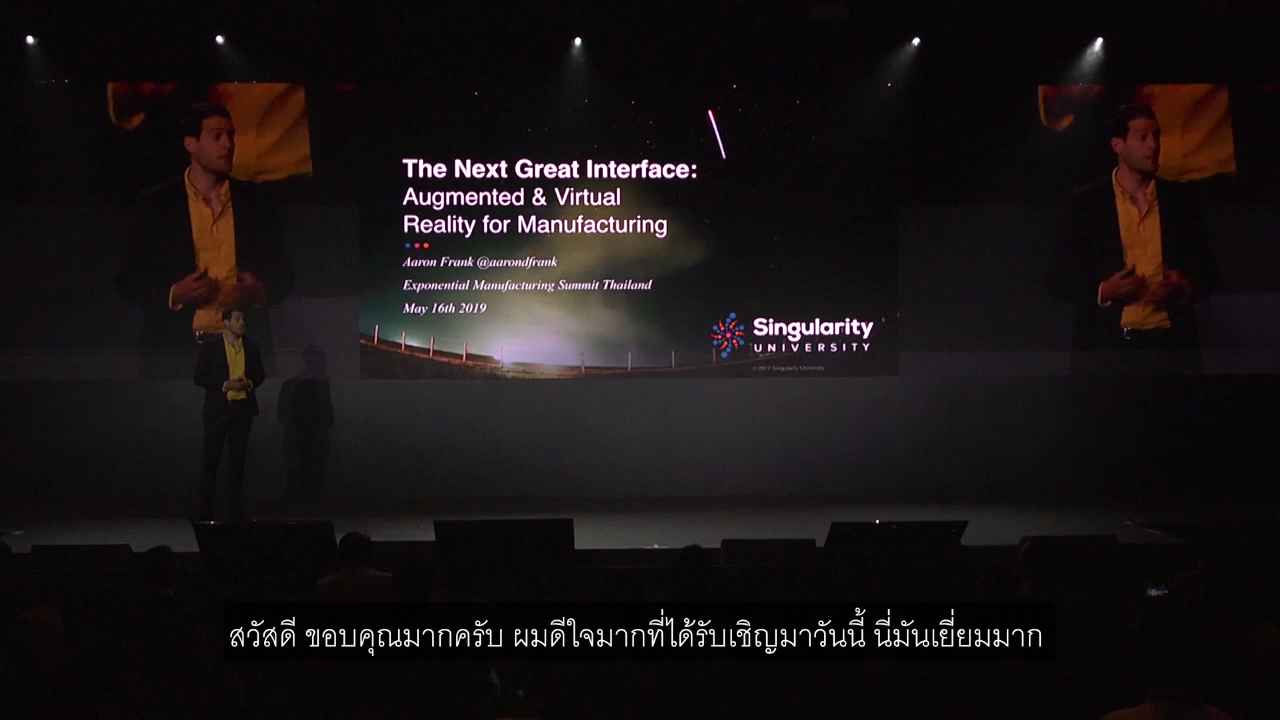 The Next Great Interface:
Augmented & Virtual
Reality for Manufacturing
Aaron Frank @aarondfrank
Exponential Manufacturing Summit Thailand
May 16th 2019
Singularity
UNIVERSITY
© 2017 Singularity University
สวัสดี ขอบคุณมากครับ ผมดีใจมากที่ได้รับเชิญมาวันนี้ นี่มันเยี่ยมมาก